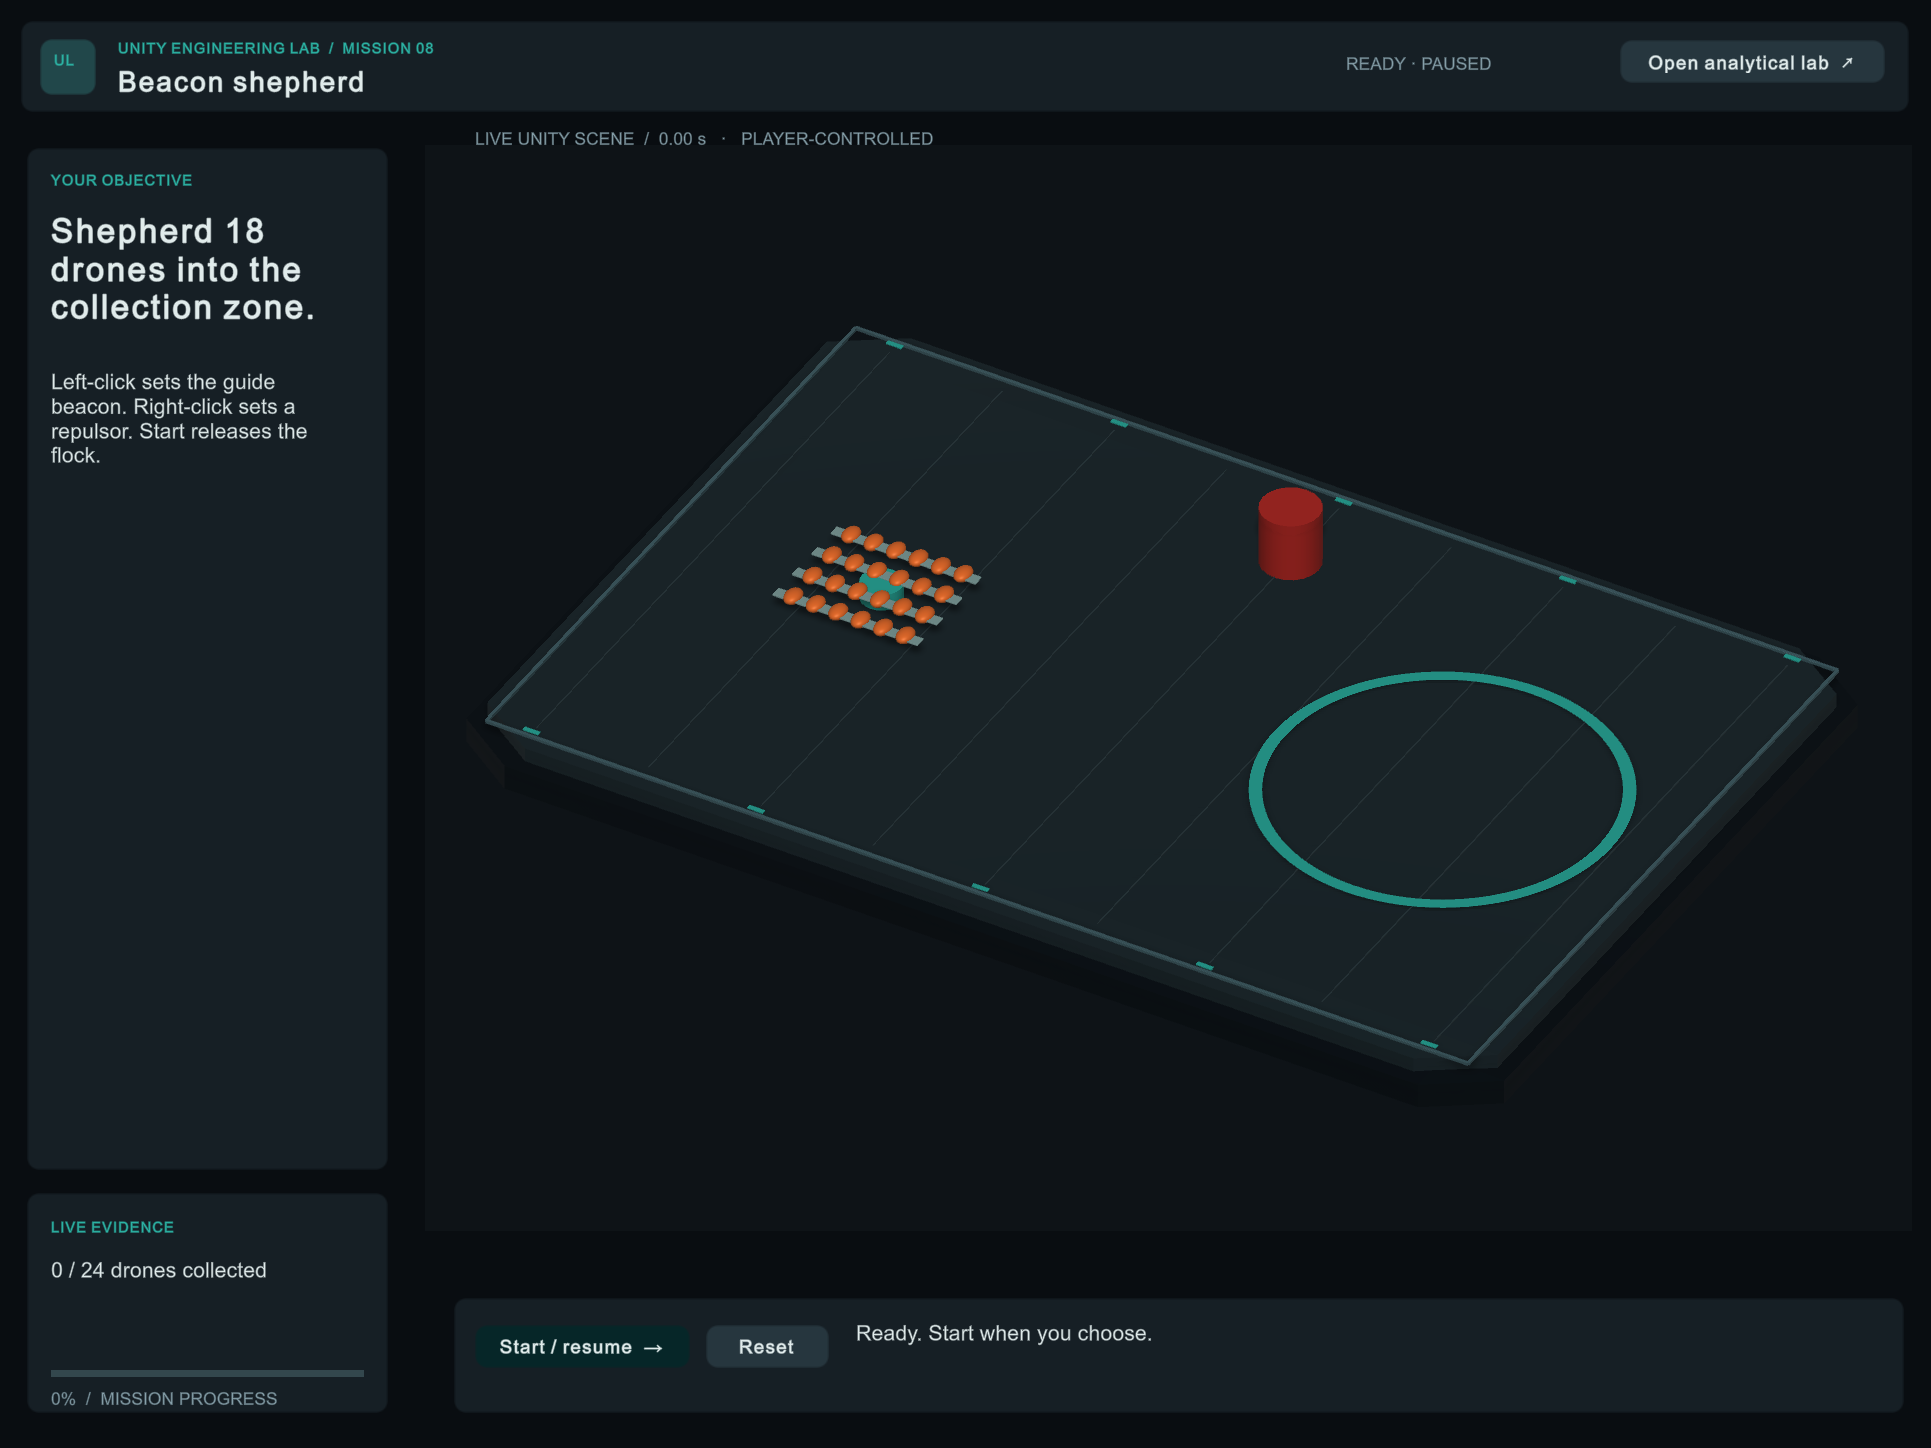 UL
UNITY ENGINEERING LAB / MISSION 08
Beacon shepherd
READY · PAUSED
Open analytical lab ↗
LIVE UNITY SCENE / 0.00 s · PLAYER-CONTROLLED
YOUR OBJECTIVE
Shepherd 18
drones into the
collection zone.
Left-click sets the guide
beacon. Right-click sets a
repulsor. Start releases the
flock.
LIVE EVIDENCE
0 / 24 drones collected
0% / MISSION PROGRESS
Start / resume →
Reset
Ready. Start when you choose.